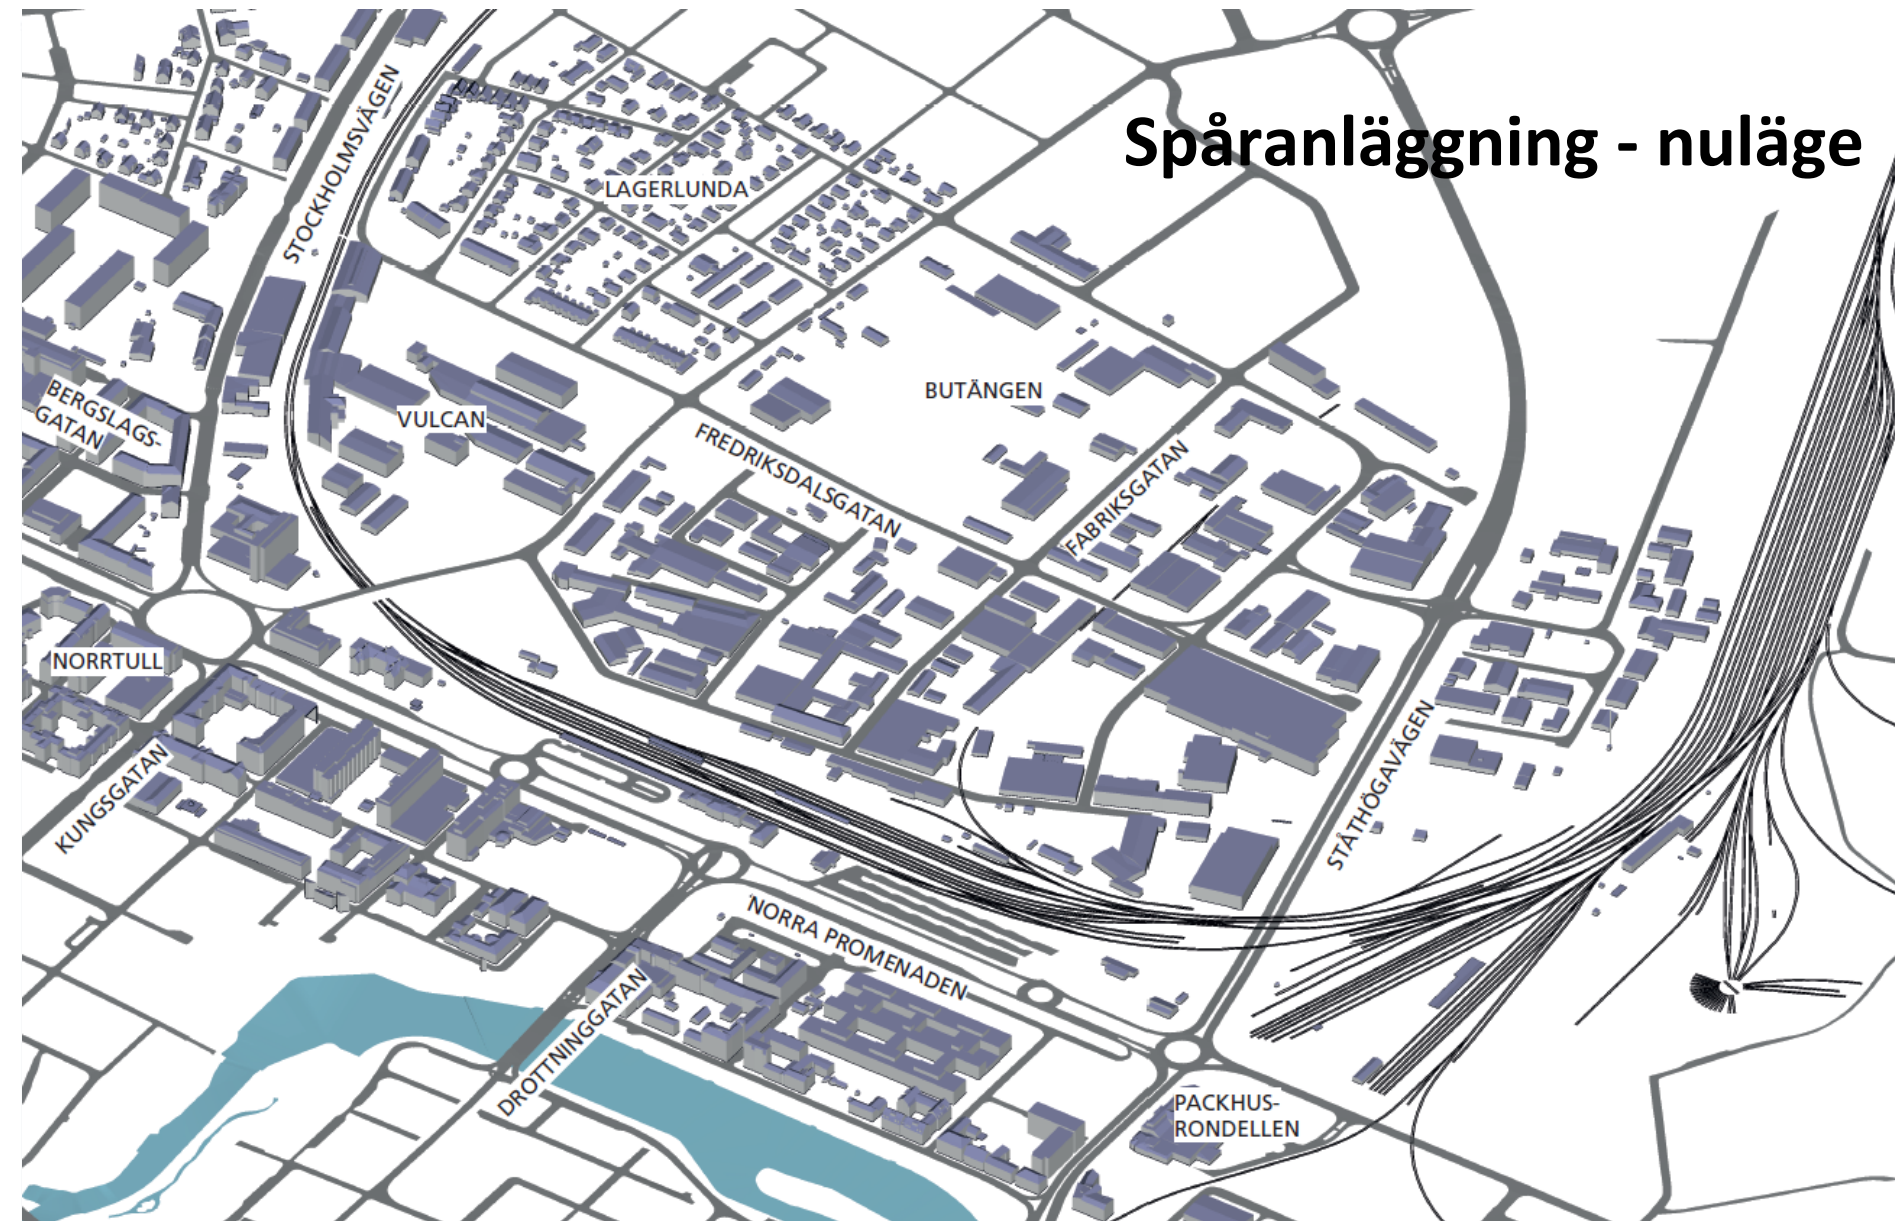 Spåranläggning - nuläge
STOCKHOLMSVÄGEN
LAGERLUNDA
BERGSLAGS-
GATAN
VULCAN
BUTÄNGEN
FREDRIKSDALSGATAN
FABRIKSGATAN
NORRTULL
KUNGSGATAN
STÅTHÖGAVÄGEN
NORRA PROMENADEN
DROTTNINGGATAN
PACKHUS-
RONDELLEN